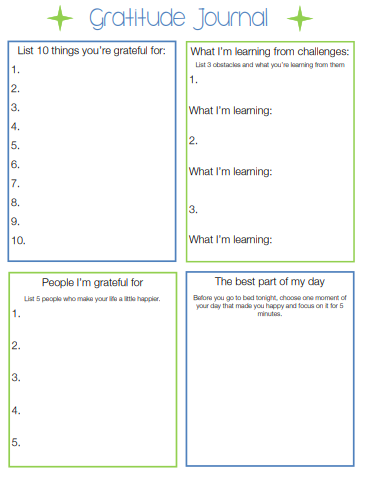 Gratitude Journal
List 10 things you're grateful for:
1.
2.
3.
4.
5.
6.
7.
8.
9.
10.
What I'm learning from challenges:
List 3 obstacles and what you're learning from them
1.
What I'm learning:
2.
What I'm learning:
3.
What I'm learning:
People I'm grateful for
List 5 people who make your life a little happier.
1.
2.
3.
4.
5.
The best part of my day
Before you go to bed tonight, choose one moment of
your day that made you happy and focus on it for 5
minutes.